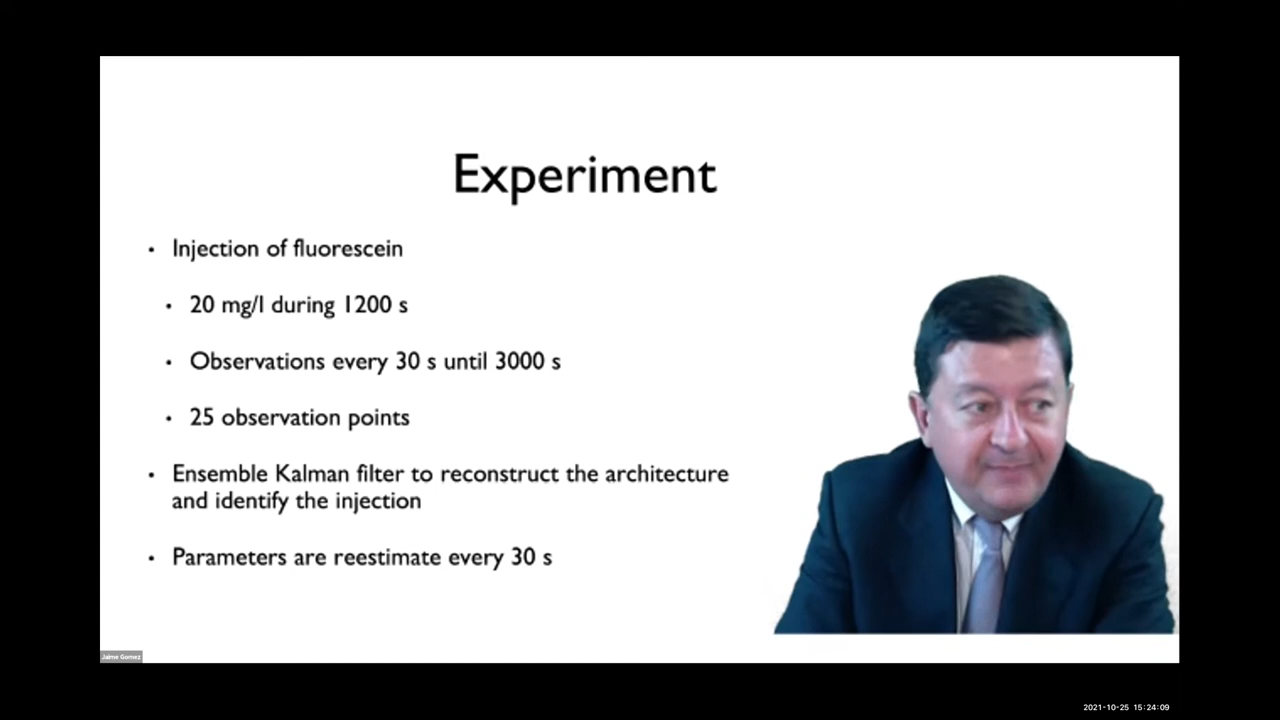 Experiment
• Injection of fluorescein
• 20 mg/l during 1200 s
• Observations every 30 s until 3000 s
• 25 observation points
• Ensemble Kalman filter to reconstruct the architecture
and identify the injection
• Parameters are reestimate every 30 s
Jaime Gomez
2021-10-25 15:24:09